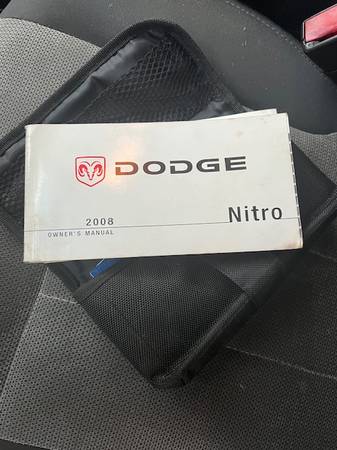 DODGE
2008
Nitro
OWNER'S MANUAL